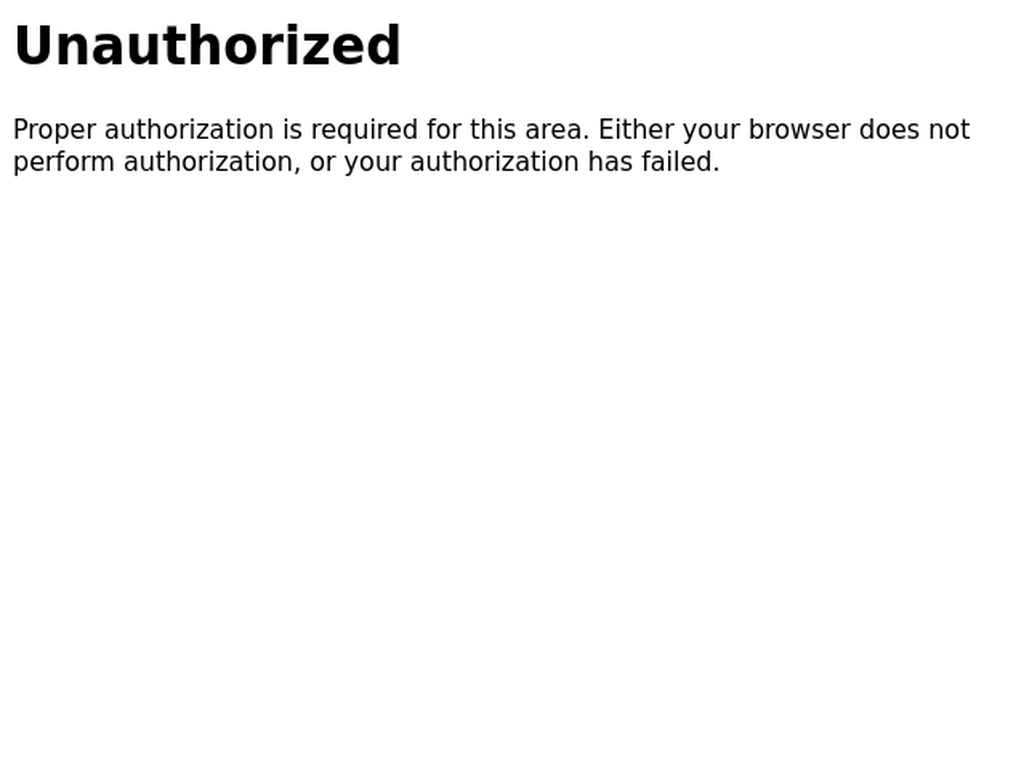 Unauthorized
Proper authorization is required for this area. Either your browser does not
perform authorization, or your authorization has failed.